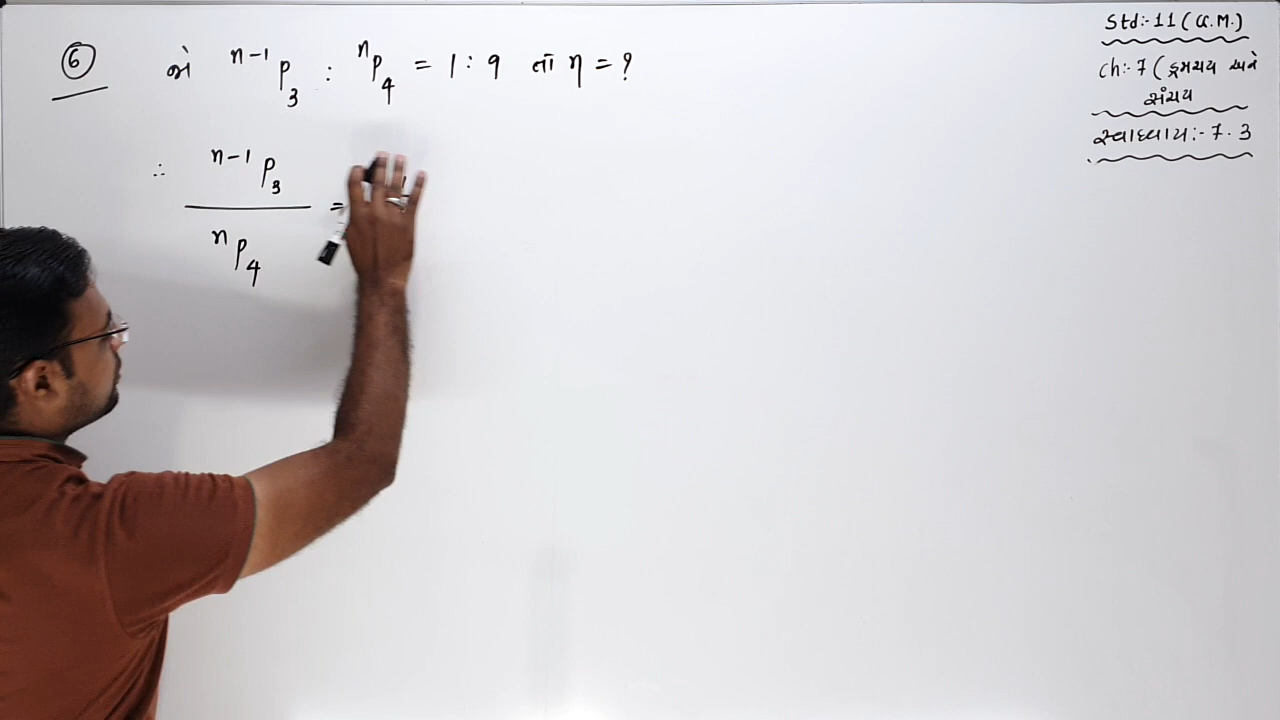 ⑥ જો ⁿ⁻¹P₃ : ⁿP₄ = 1 : 9 તો n = ?
∴ ⁿ⁻¹P₃ / ⁿP₄ =
Std:- 11 (G.M.)
ch:- 7 (ક્રમચય અને
સંચય
સ્વાધ્યાય:- 7.3